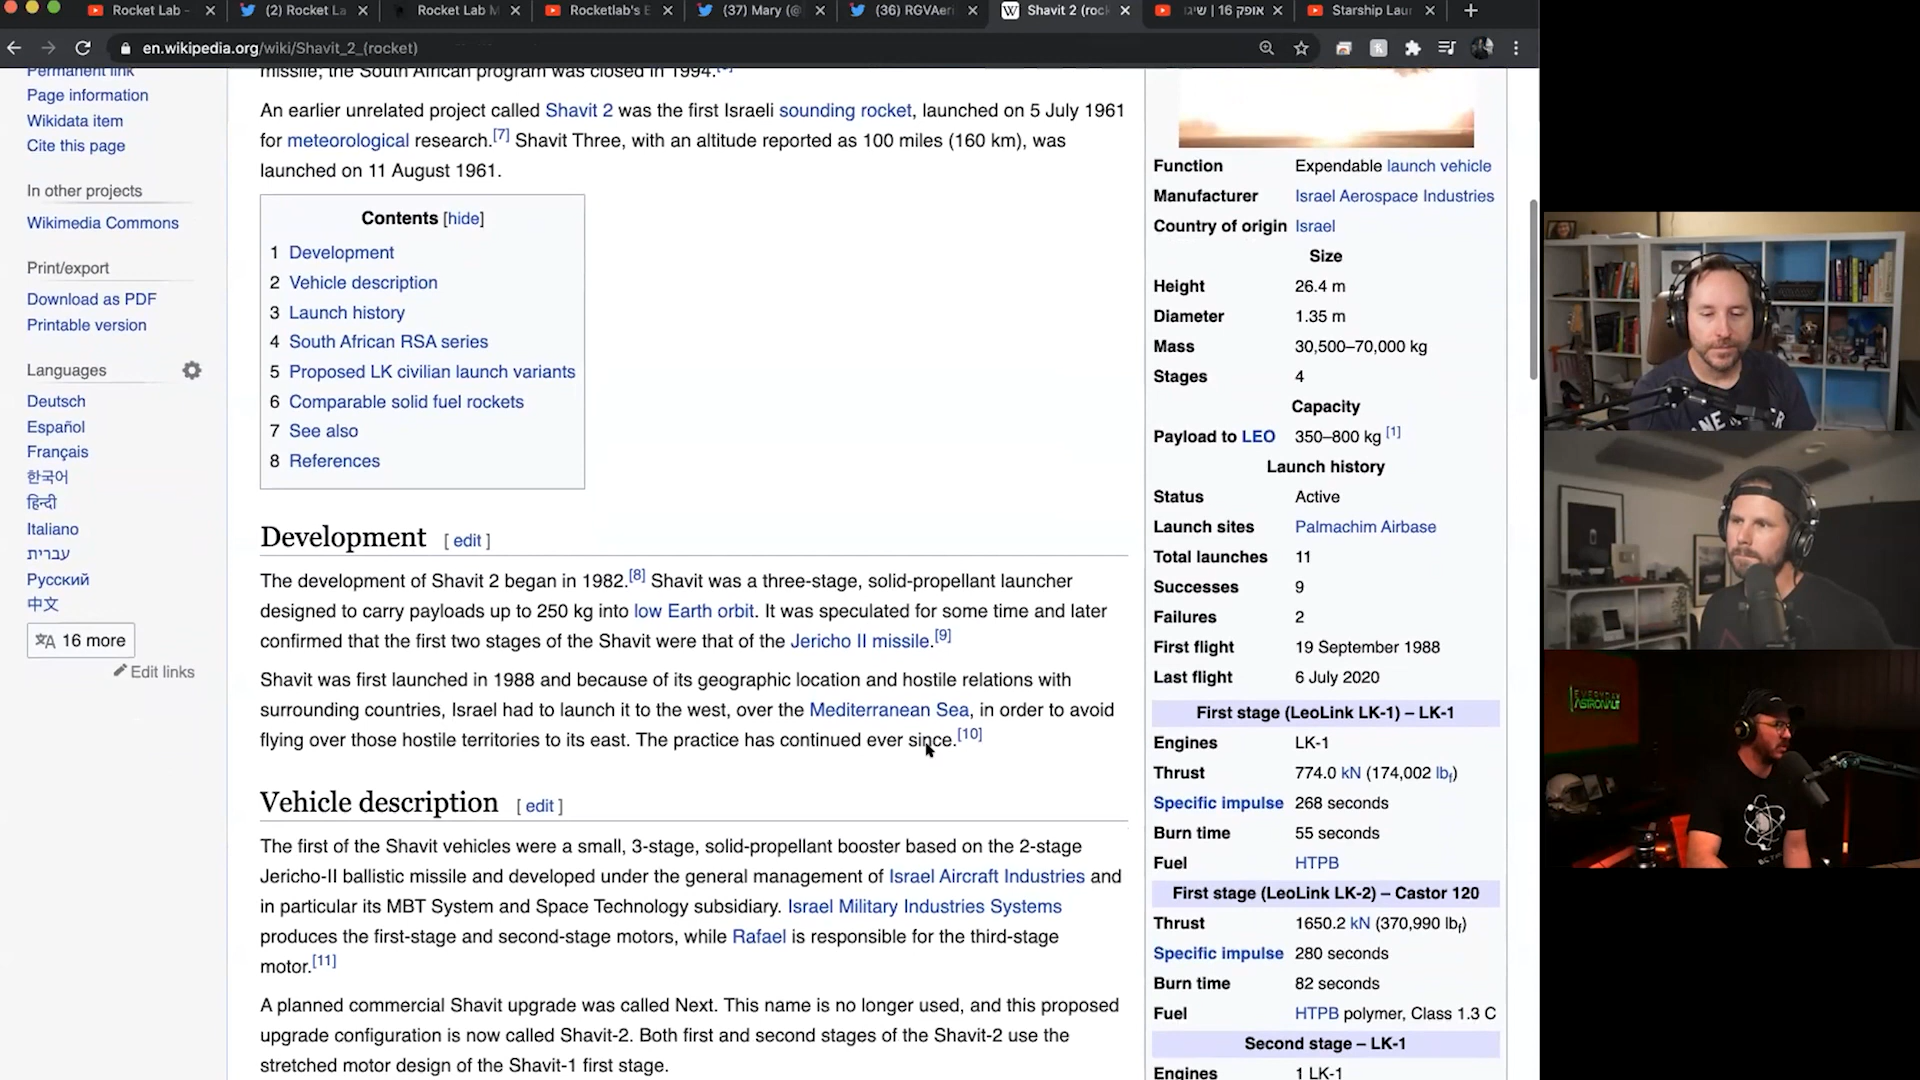 Rocket Lab -
(2) Rocket La
Rocket Lab M
Rocketlab's E
(37) Mary (@
(36) RGVAeri
Shavit 2 (rock
אופק 16 | שיגו
Starship Laun
en.wikipedia.org/wiki/Shavit_2_(rocket)
Permanent link
Page information
Wikidata item
Cite this page
In other projects
Wikimedia Commons
Print/export
Download as PDF
Printable version
Languages
Deutsch
Español
Français
한국어
हिन्दी
Italiano
עברית
Русский
中文
16 more
Edit links
missile; the South African program was closed in 1994.
An earlier unrelated project called Shavit 2 was the first Israeli sounding rocket, launched on 5 July 1961
for meteorological research.[7] Shavit Three, with an altitude reported as 100 miles (160 km), was
launched on 11 August 1961.
Contents [hide]
1 Development
2 Vehicle description
3 Launch history
4 South African RSA series
5 Proposed LK civilian launch variants
6 Comparable solid fuel rockets
7 See also
8 References
Development [ edit ]
The development of Shavit 2 began in 1982.[8] Shavit was a three-stage, solid-propellant launcher
designed to carry payloads up to 250 kg into low Earth orbit. It was speculated for some time and later
confirmed that the first two stages of the Shavit were that of the Jericho II missile.[9]
Shavit was first launched in 1988 and because of its geographic location and hostile relations with
surrounding countries, Israel had to launch it to the west, over the Mediterranean Sea, in order to avoid
flying over those hostile territories to its east. The practice has continued ever since.[10]
Vehicle description [ edit ]
The first of the Shavit vehicles were a small, 3-stage, solid-propellant booster based on the 2-stage
Jericho-II ballistic missile and developed under the general management of Israel Aircraft Industries and
in particular its MBT System and Space Technology subsidiary. Israel Military Industries Systems
produces the first-stage and second-stage motors, while Rafael is responsible for the third-stage
motor.[11]
A planned commercial Shavit upgrade was called Next. This name is no longer used, and this proposed
upgrade configuration is now called Shavit-2. Both first and second stages of the Shavit-2 use the
stretched motor design of the Shavit-1 first stage.
Function Expendable launch vehicle
Manufacturer Israel Aerospace Industries
Country of origin Israel
Size
Height 26.4 m
Diameter 1.35 m
Mass 30,500–70,000 kg
Stages 4
Capacity
Payload to LEO 350–800 kg [1]
Launch history
Status Active
Launch sites Palmachim Airbase
Total launches 11
Successes 9
Failures 2
First flight 19 September 1988
Last flight 6 July 2020
First stage (LeoLink LK-1) – LK-1
Engines LK-1
Thrust 774.0 kN (174,002 lbf)
Specific impulse 268 seconds
Burn time 55 seconds
Fuel HTPB
First stage (LeoLink LK-2) – Castor 120
Thrust 1650.2 kN (370,990 lbf)
Specific impulse 280 seconds
Burn time 82 seconds
Fuel HTPB polymer, Class 1.3 C
Second stage – LK-1
Engines 1 LK-1
EVERYDAY
ASTRONAUT